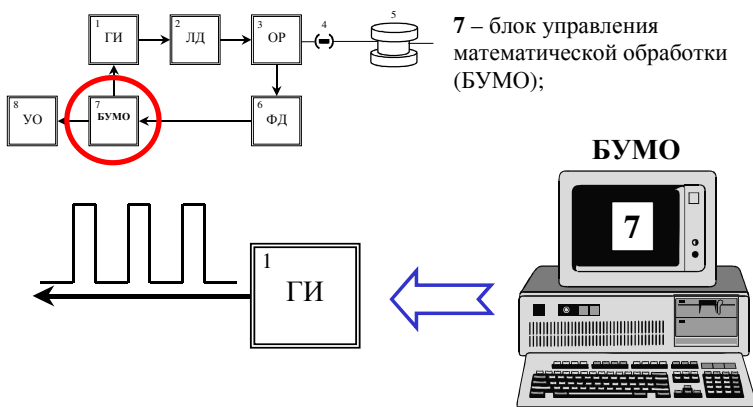 1
ГИ
2
ЛД
3
ОР
4
5
8
УО
7
БУМО
6
ФД
7 – блок управления
математической обработки
(БУМО);
БУМО
7
1
ГИ